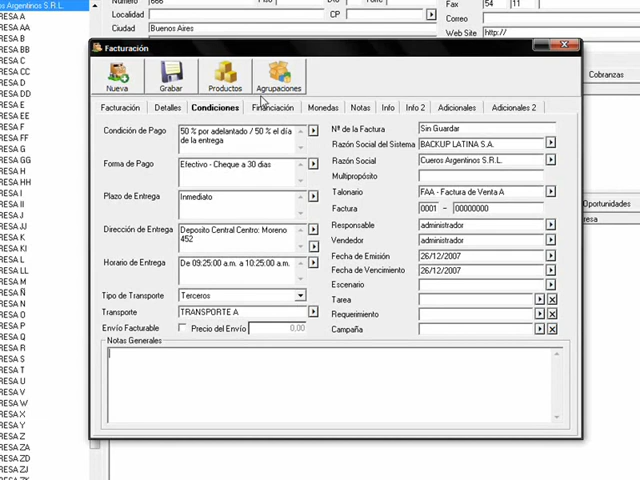 s Argentinos S.R.L.
RESA A
RESA AA
RESA B
RESA BB
RESA C
RESA CC
RESA D
RESA DD
RESA E
RESA EE
RESA F
RESA FF
RESA G
RESA GG
RESA H
RESA HH
RESA I
RESA II
RESA J
RESA JJ
RESA K
RESA KK
RESA L
RESA LL
RESA M
RESA Ñ
RESA N
RESA O
RESA P
RESA Q
RESA R
RESA S
RESA T
RESA U
RESA V
RESA W
RESA X
RESA Y
RESA Z
RESA ZA
RESA ZD
RESA ZJ
Número 666
Localidad
CP
Ciudad Buenos Aires
Fax 54 11
Correo
Web Site http://
Cobranzas
Oportunidades
resa
Facturación
Nueva Grabar Productos Agrupaciones
Facturación Detalles Condiciones Financiación Monedas Notas Info Info 2 Adicionales Adicionales 2
Condición de Pago 50 % por adelantado / 50 % el día de la entrega
Forma de Pago Efectivo - Cheque a 30 dias
Plazo de Entrega Inmediato
Dirección de Entrega Deposito Central Centro: Moreno 452
Horario de Entrega De 09:25:00 a.m. a 10:25:00 a.m.
Tipo de Transporte Terceros
Transporte TRANSPORTE A
Envío Facturable Precio del Envío 0,00
Nº de la Factura Sin Guardar
Razón Social del Sistema BACKUP LATINA S.A.
Razón Social Cueros Argentinos S.R.L.
Multipropósito
Talonario FAA - Factura de Venta A
Factura 0001 - 00000000
Responsable administrador
Vendedor administrador
Fecha de Emisión 26/12/2007
Fecha de Vencimiento 26/12/2007
Escenario
Tarea
Requerimiento
Campaña
Notas Generales